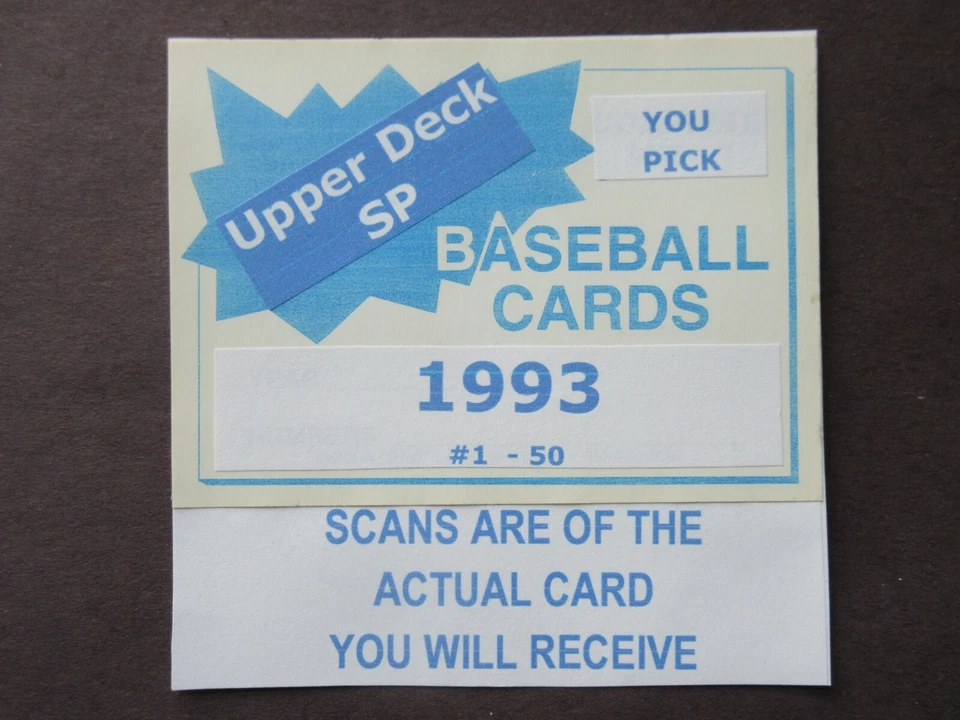 Upper Deck
SP
YOU
PICK
BASEBALL
CARDS
1993
#1 - 50
SCANS ARE OF THE
ACTUAL CARD
YOU WILL RECEIVE